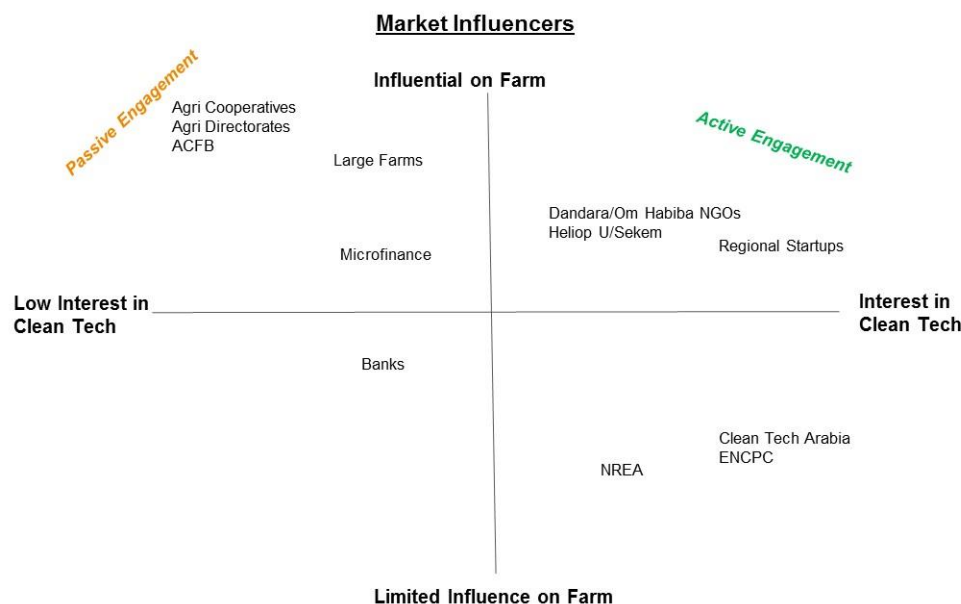 Market Influencers
Influential on Farm
Passive Engagement
Active Engagement
Agri Cooperatives
Agri Directorates
ACFB
Large Farms
Dandara/Om Habiba NGOs
Heliop U/Sekem
Regional Startups
Microfinance
Low Interest in
Clean Tech
Interest in
Clean Tech
Banks
Clean Tech Arabia
ENCPC
NREA
Limited Influence on Farm